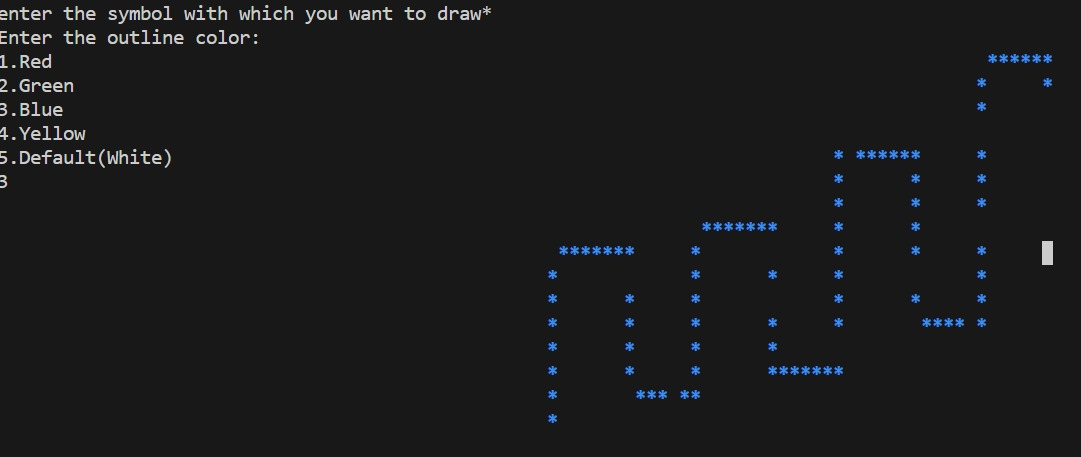 enter the symbol with which you want to draw*
Enter the outline color:
1.Red
2.Green
3.Blue
4.Yellow
5.Default(White)
3